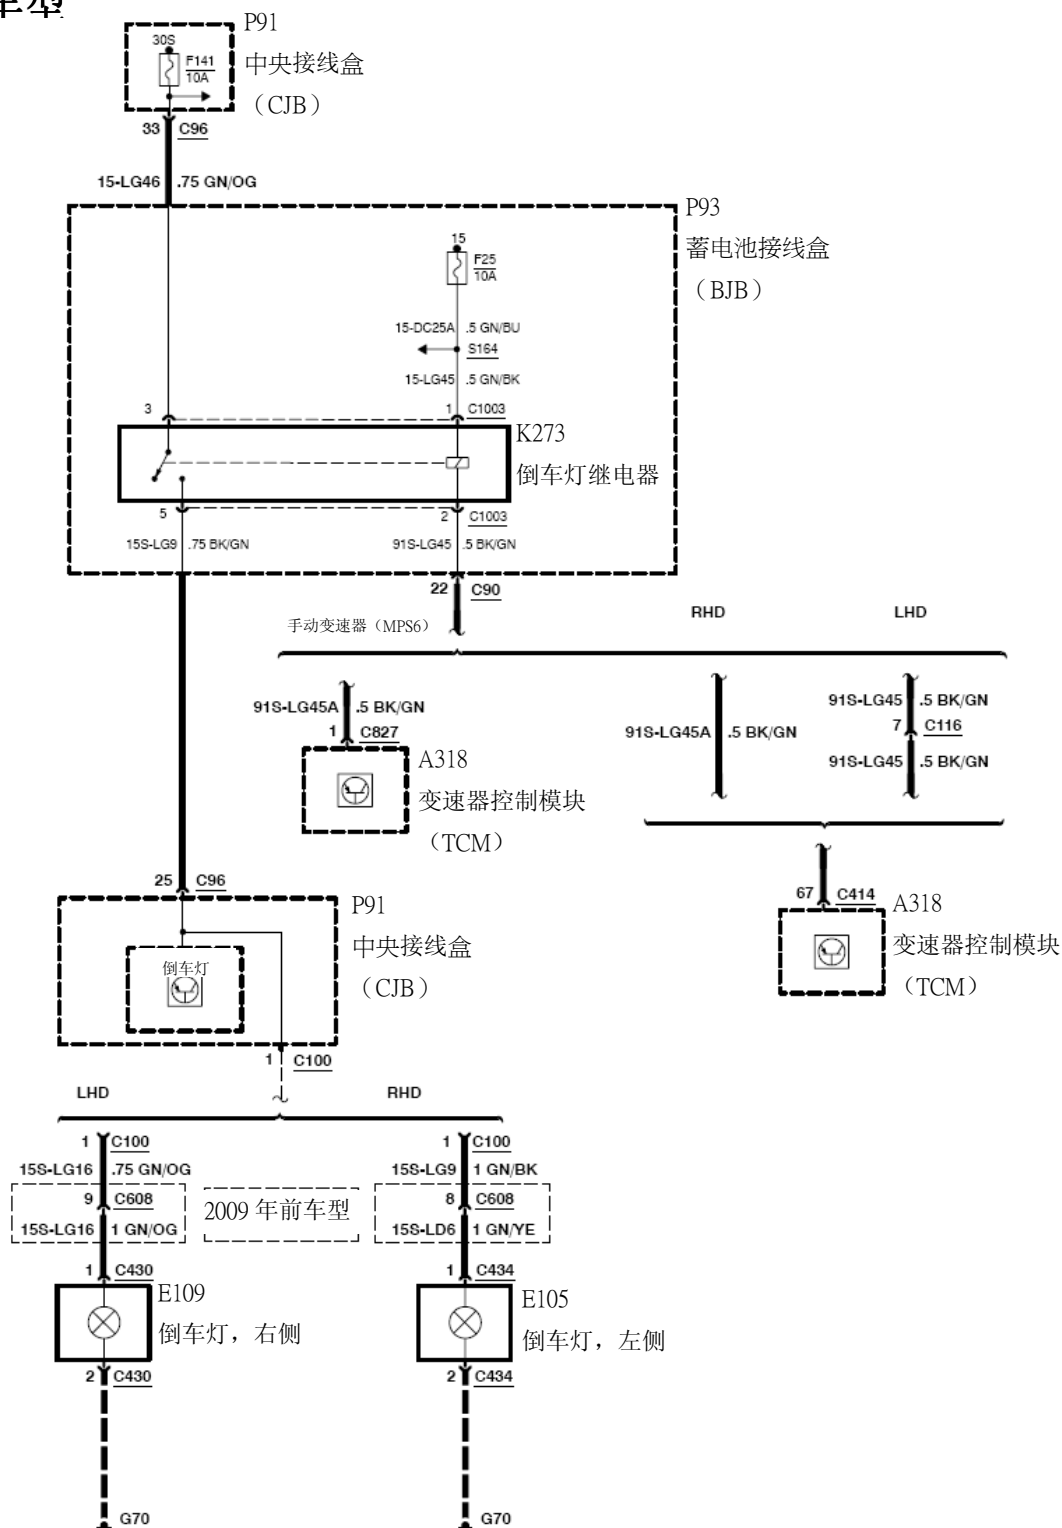 车型
P91
30S
F141
10A
中央接线盒
（CJB）
33 C96
15-LG46 .75 GN/OG
P93
蓄电池接线盒
（BJB）
15
F25
10A
15-DC25A .5 GN/BU
S164
15-LG45 .5 GN/BK
3 1 C1003
K273
倒车灯继电器
5 2 C1003
15S-LG9 .75 BK/GN 91S-LG45 .5 BK/GN
22 C90
RHD LHD
手动变速器（MPS6）
91S-LG45A .5 BK/GN
1 C827
A318
变速器控制模块
（TCM）
91S-LG45A .5 BK/GN
91S-LG45 .5 BK/GN
7 C116
91S-LG45 .5 BK/GN
67 C414
A318
变速器控制模块
（TCM）
25 C96
P91
中央接线盒
（CJB）
倒车灯
1 C100
LHD RHD
1 C100 1 C100
15S-LG16 .75 GN/OG 15S-LG9 1 GN/BK
9 C608 2009 年前车型 8 C608
15S-LG16 1 GN/OG 15S-LD6 1 GN/YE
1 C430 1 C434
E109 E105
倒车灯，右侧 倒车灯，左侧
2 C430 2 C434
G70 G70